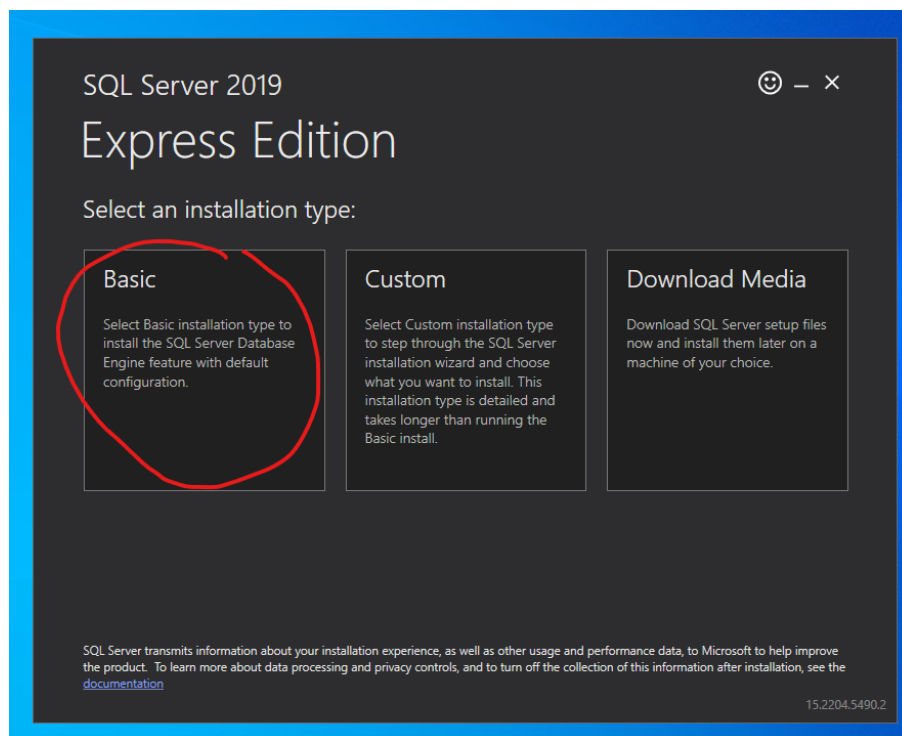 SQL Server 2019
Express Edition
Select an installation type:
Basic
Select Basic installation type to
install the SQL Server Database
Engine feature with default
configuration.
Custom
Select Custom installation type
to step through the SQL Server
installation wizard and choose
what you want to install. This
installation type is detailed and
takes longer than running the
Basic install.
Download Media
Download SQL Server setup files
now and install them later on a
machine of your choice.
SQL Server transmits information about your installation experience, as well as other usage and performance data, to Microsoft to help improve
the product.  To learn more about data processing and privacy controls, and to turn off the collection of this information after installation, see the
documentation
15.2204.5490.2